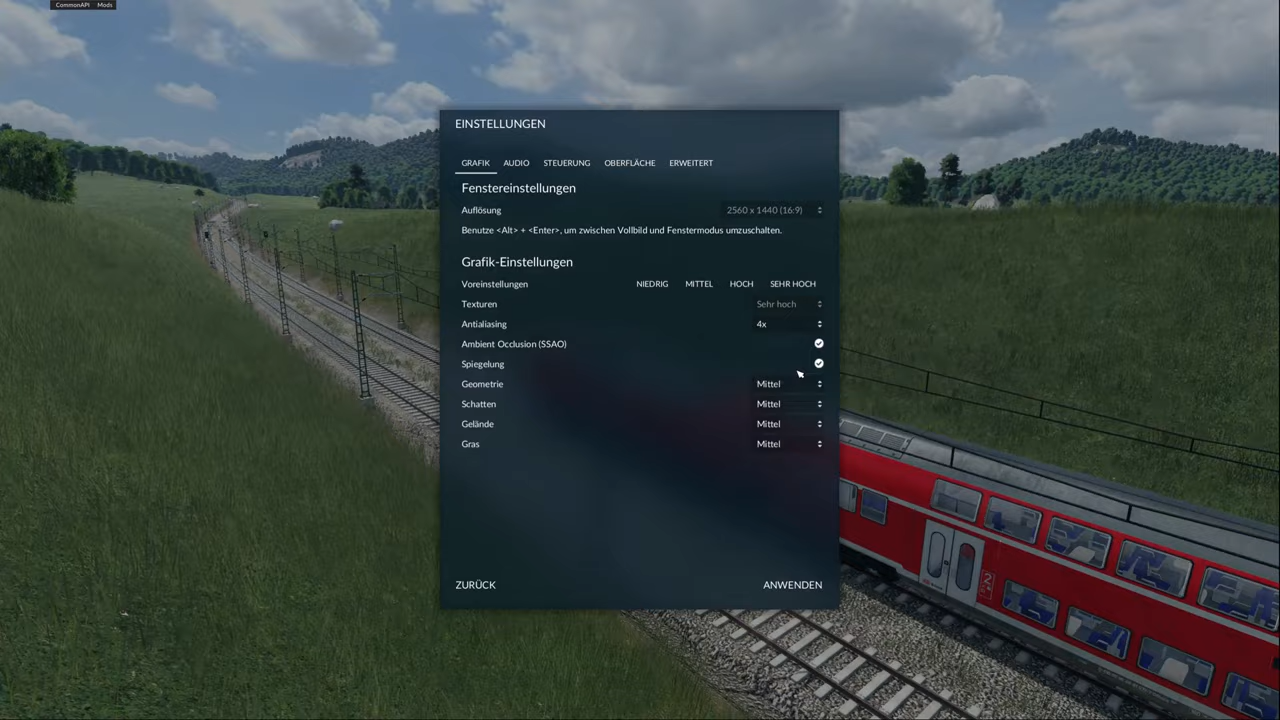 CommonAPI Mods
EINSTELLUNGEN
GRAFIK AUDIO STEUERUNG OBERFLÄCHE ERWEITERT
Fenstereinstellungen
Auflösung 2560 x 1440 (16:9)
Benutze <Alt> + <Enter>, um zwischen Vollbild und Fenstermodus umzuschalten.
Grafik-Einstellungen
Voreinstellungen NIEDRIG MITTEL HOCH SEHR HOCH
Texturen Sehr hoch
Antialiasing 4x
Ambient Occlusion (SSAO)
Spiegelung
Geometrie Mittel
Schatten Mittel
Gelände Mittel
Gras Mittel
ZURÜCK ANWENDEN
2